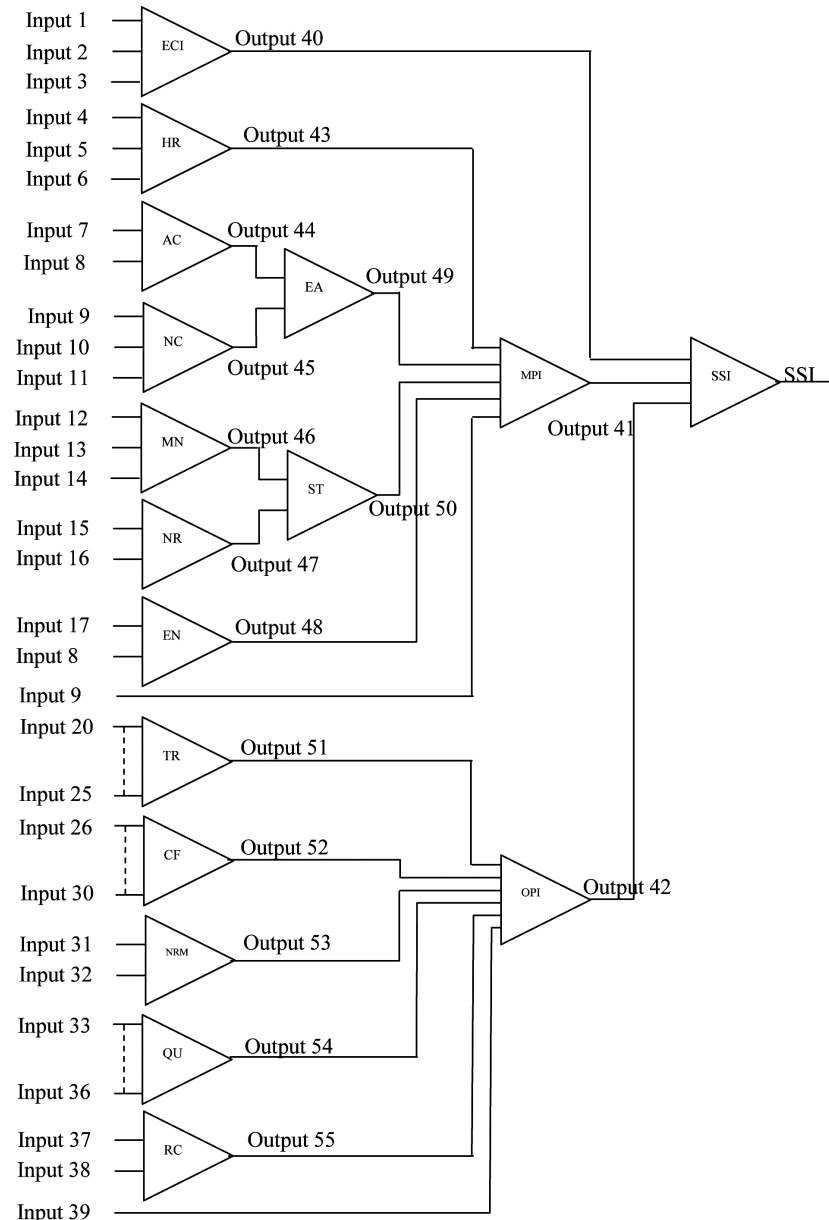 Input 1
ECI
Output 40
Input 2
Input 3
Input 4
HR
Output 43
Input 5
Input 6
Input 7
AC
Output 44
Input 8
EA
Output 49
Input 9
NC
Input 10
Output 45
Input 11
MPI
SSI
SSI
Output 41
Input 12
MN
Output 46
Input 13
Input 14
ST
Output 50
Input 15
NR
Input 16
Output 47
Input 17
EN
Output 48
Input 8
Input 9
Input 20
TR
Output 51
Input 25
Input 26
CF
Output 52
Input 30
OPI
Output 42
Input 31
NRM
Output 53
Input 32
Input 33
QU
Output 54
Input 36
Input 37
RC
Output 55
Input 38
Input 39